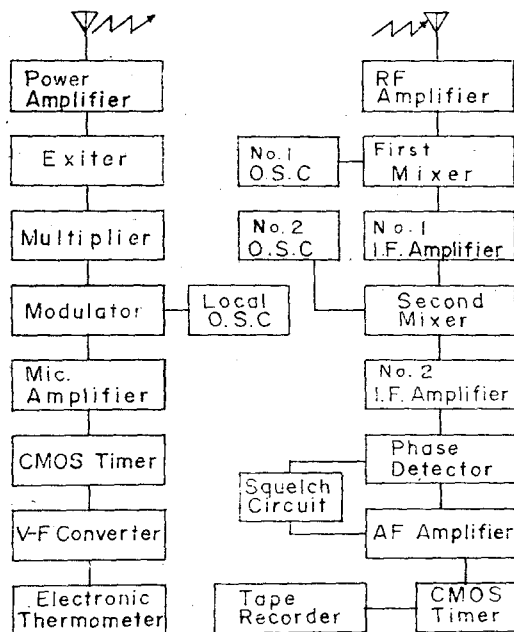 Power
Amplifier
Exiter
Multiplier
Modulator
Local
O.S.C
Mic.
Amplifier
CMOS Timer
V-F Converter
Electronic
Thermometer
RF
Amplifier
No.1
O.S.C
First
Mixer
No.2
O.S.C
No.1
I.F. Amplifier
Second
Mixer
No.2
I.F. Amplifier
Phase
Detector
Squelch
Circuit
AF Amplifier
Tape
Recorder
CMOS
Timer